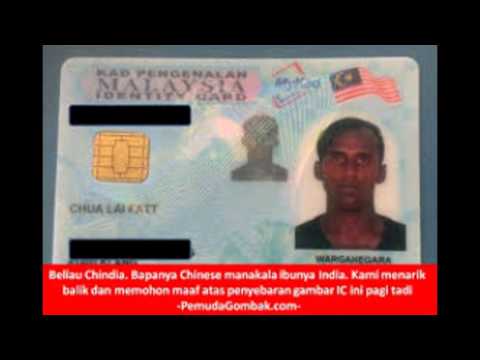 KAD PENGENALAN
MALAYSIA
IDENTITY CARD
MyKad
CHUA LAI KATT
WARGANEGARA
Beliau Chindia. Bapanya Chinese manakala ibunya India. Kami menarik
balik dan memohon maaf atas penyebaran gambar IC ini pagi tadi
-PemudaGombak.com-